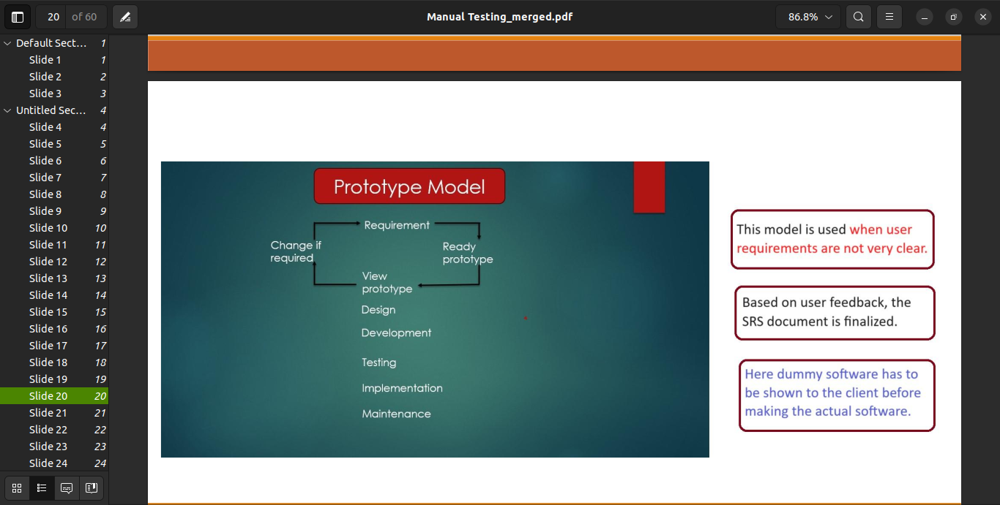 20 of 60
Manual Testing_merged.pdf
86.8%
Default Sect... 1
Slide 1 1
Slide 2 2
Slide 3 3
Untitled Sec... 4
Slide 4 4
Slide 5 5
Slide 6 6
Slide 7 7
Slide 8 8
Slide 9 9
Slide 10 10
Slide 11 11
Slide 12 12
Slide 13 13
Slide 14 14
Slide 15 15
Slide 16 16
Slide 17 17
Slide 18 18
Slide 19 19
Slide 20 20
Slide 21 21
Slide 22 22
Slide 23 23
Slide 24 24
Prototype Model
Requirement
Change if
required
Ready
prototype
View
prototype
Design
Development
Testing
Implementation
Maintenance
This model is used when user
requirements are not very clear.
Based on user feedback, the
SRS document is finalized.
Here dummy software has to
be shown to the client before
making the actual software.